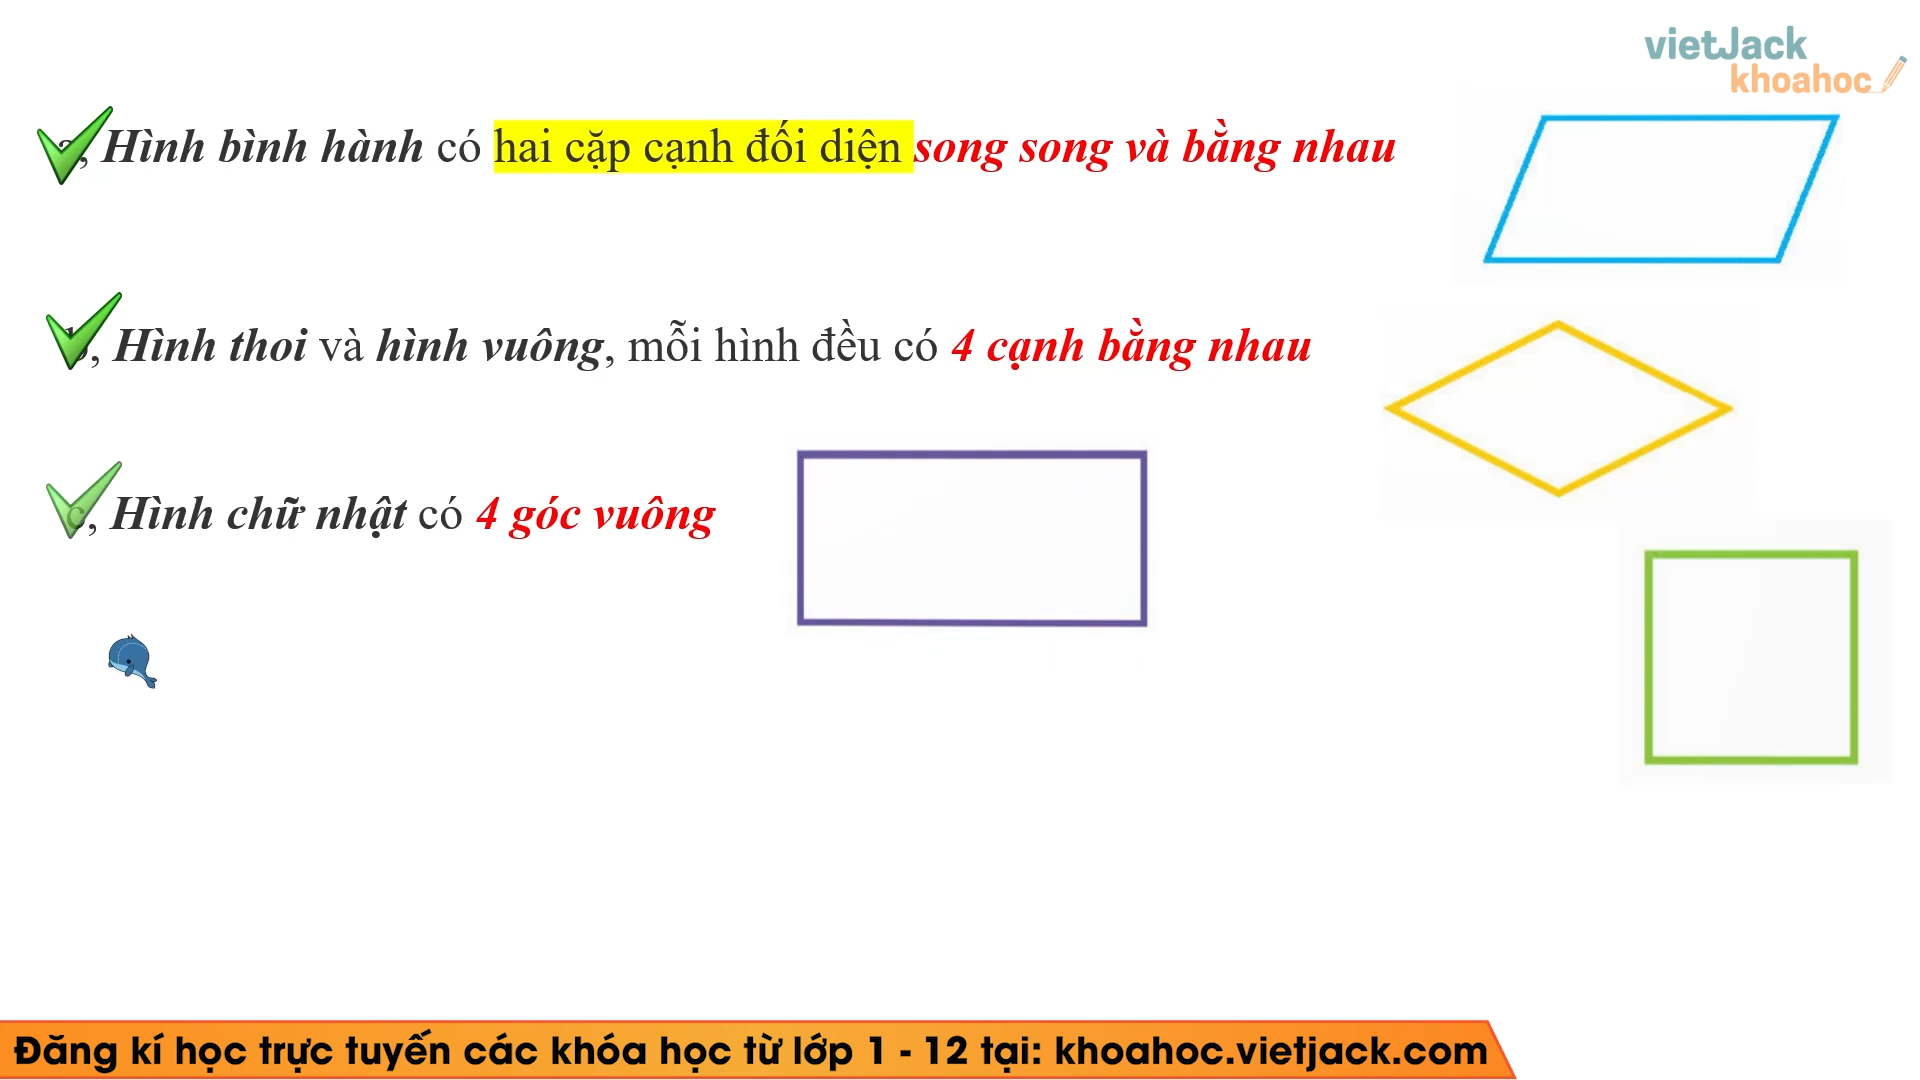 vietJack
khoahoc
a, Hình bình hành có hai cặp cạnh đối diện song song và bằng nhau
b, Hình thoi và hình vuông, mỗi hình đều có 4 cạnh bằng nhau
c, Hình chữ nhật có 4 góc vuông
Đăng kí học trực tuyến các khóa học từ lớp 1 - 12 tại: khoahoc.vietjack.com